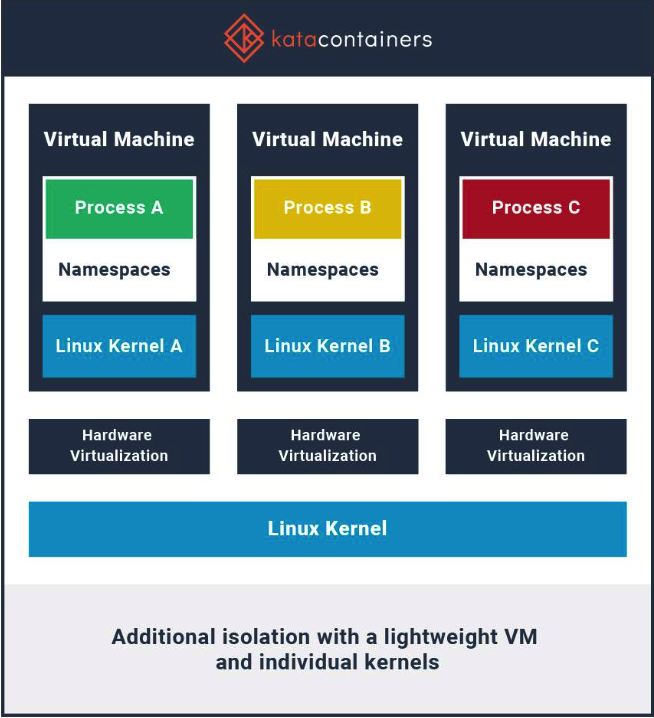 katacontainers
Virtual Machine
Process A
Namespaces
Linux Kernel A
Virtual Machine
Process B
Namespaces
Linux Kernel B
Virtual Machine
Process C
Namespaces
Linux Kernel C
Hardware
Virtualization
Hardware
Virtualization
Hardware
Virtualization
Linux Kernel
Additional isolation with a lightweight VM
and individual kernels